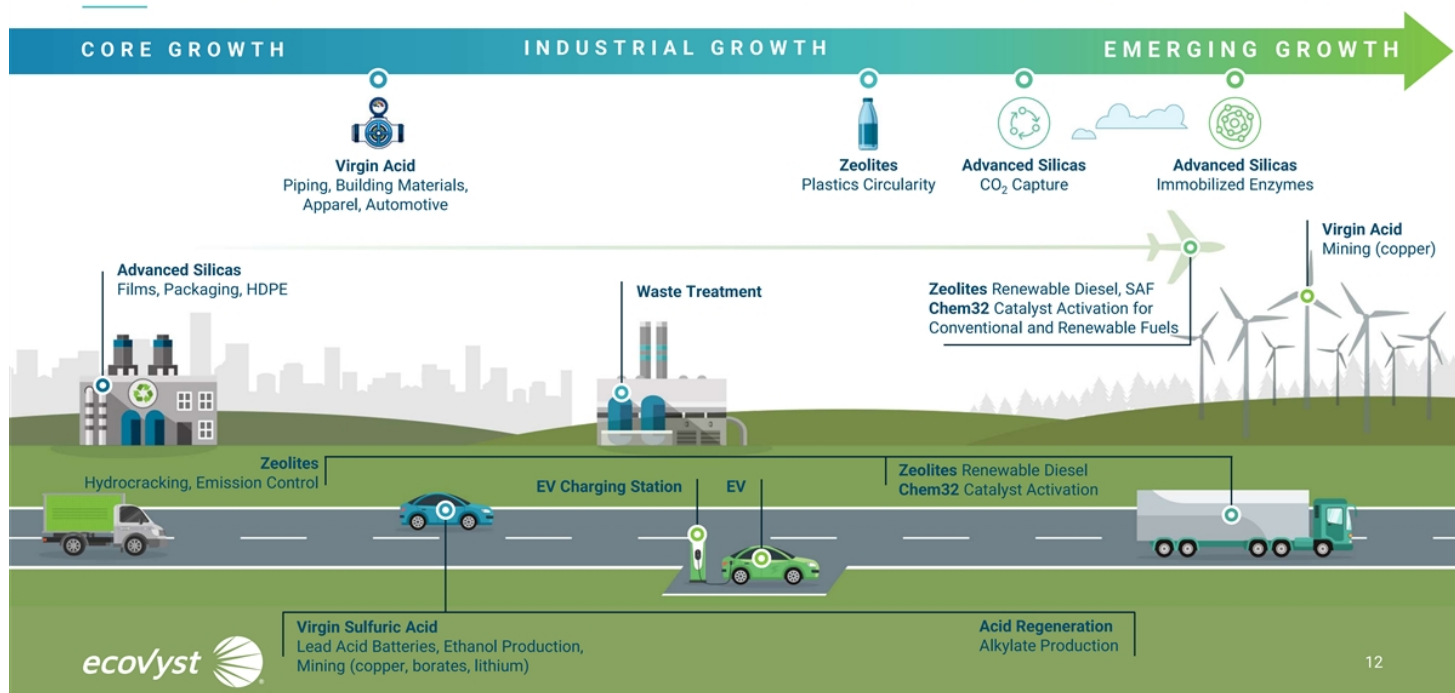 CORE GROWTH
INDUSTRIAL GROWTH
EMERGING GROWTH
Virgin Acid
Piping, Building Materials,
Apparel, Automotive
Zeolites
Plastics Circularity
Advanced Silicas
CO₂ Capture
Advanced Silicas
Immobilized Enzymes
Virgin Acid
Mining (copper)
Advanced Silicas
Films, Packaging, HDPE
Waste Treatment
Zeolites Renewable Diesel, SAF
Chem32 Catalyst Activation for
Conventional and Renewable Fuels
Zeolites
Hydrocracking, Emission Control
EV Charging Station
EV
Zeolites Renewable Diesel
Chem32 Catalyst Activation
Virgin Sulfuric Acid
Lead Acid Batteries, Ethanol Production,
Mining (copper, borates, lithium)
Acid Regeneration
Alkylate Production
ecovyst
12